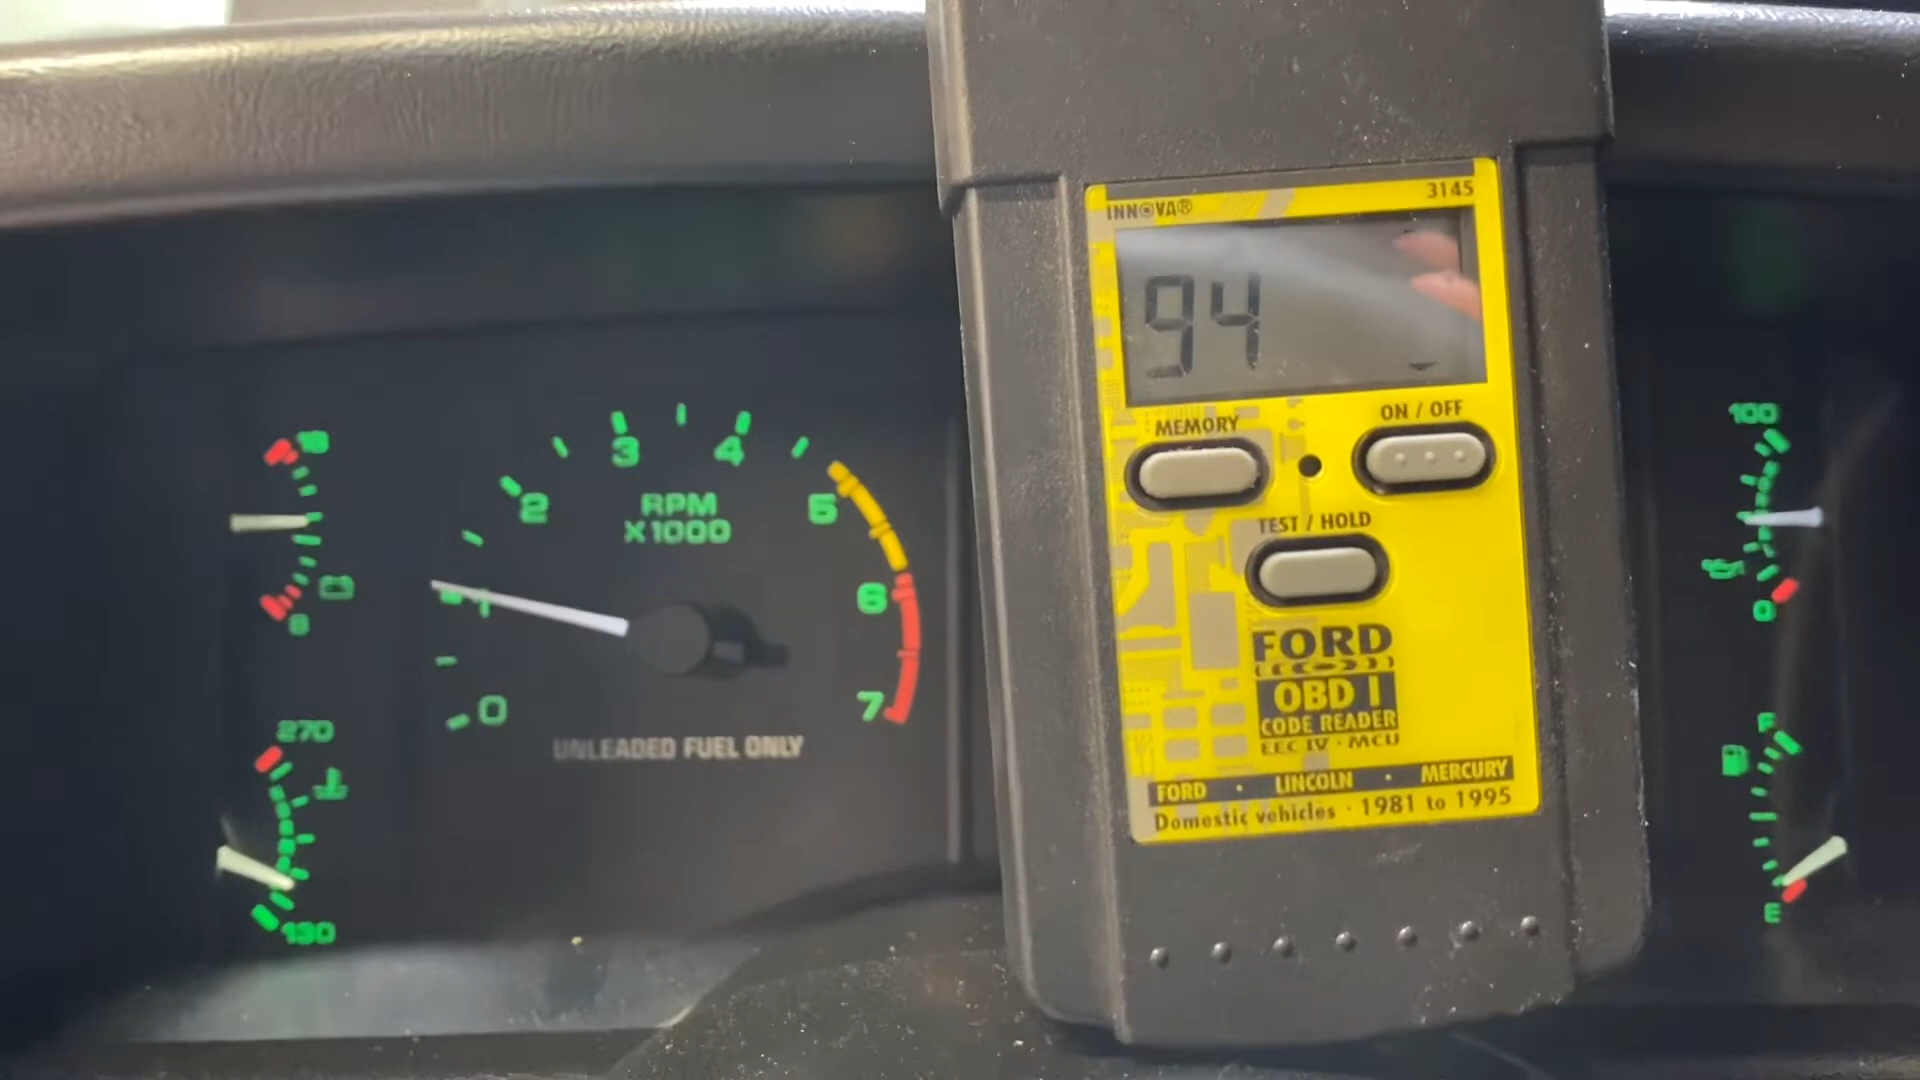 18
8
270
130
3
4
2
RPM
5
X1000
1
6
0
7
UNLEADED FUEL ONLY
INNOVA®
3145
94
MEMORY
ON / OFF
TEST / HOLD
FORD
OBD I
CODE READER
EEC IV · MCU
FORD · LINCOLN · MERCURY
Domestic vehicles · 1981 to 1995
100
0
F
E